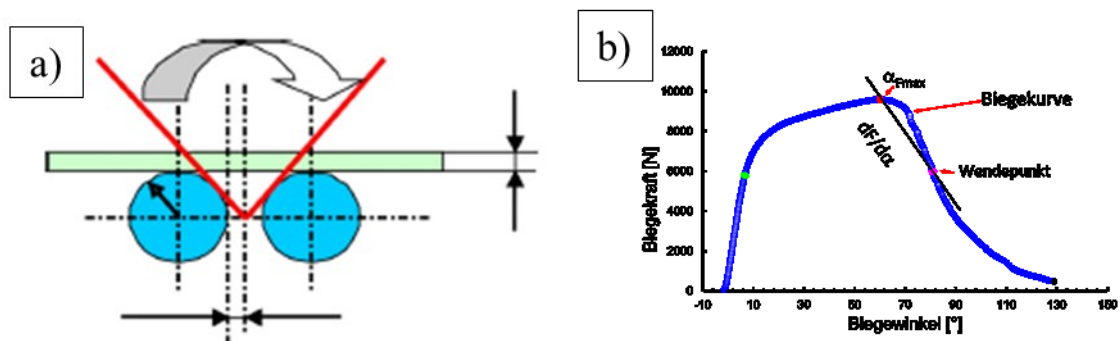 a)
b)
12000
10000
8000
6000
4000
2000
0
-10
10
30
50
70
90
110
130
150
Biegekraft [N]
Biegewinkel [°]
αFmax
Biegekurve
dF/dα
Wendepunkt